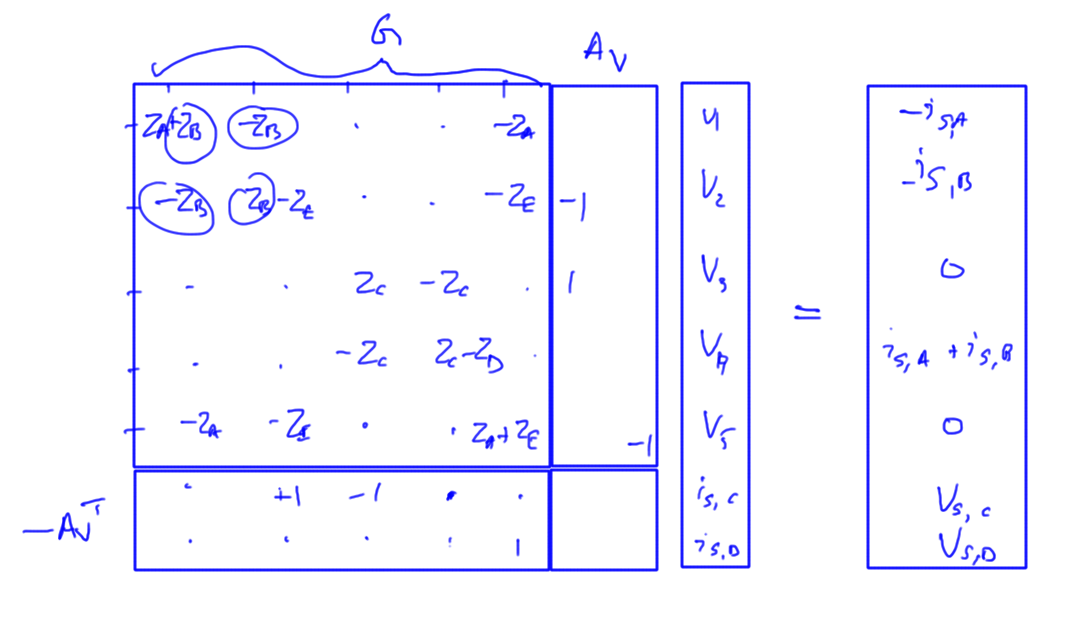 G A_V
Z_A+Z_B -Z_B . . -Z_A V_1 -i_{S,A}
-Z_B Z_B-Z_E . . -Z_E -1 V_2 -i_{S,B}
. . Z_C -Z_C . 1 V_3 0
=
. . -Z_C Z_C-Z_D . V_4 i_{S,A} + i_{S,B}
-Z_A -Z_E . . Z_A+Z_E -1 V_5 0
-A_V^T . +1 -1 . . i_{S,C} V_{S,C}
. . . . 1 i_{S,D} V_{S,D}